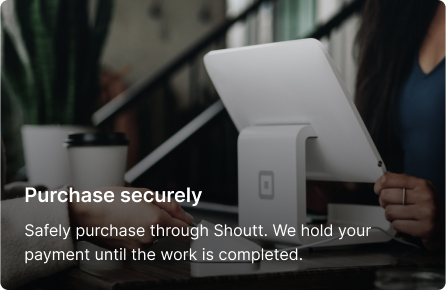 Purchase securely
Safely purchase through Shoutt. We hold your
payment until the work is completed.